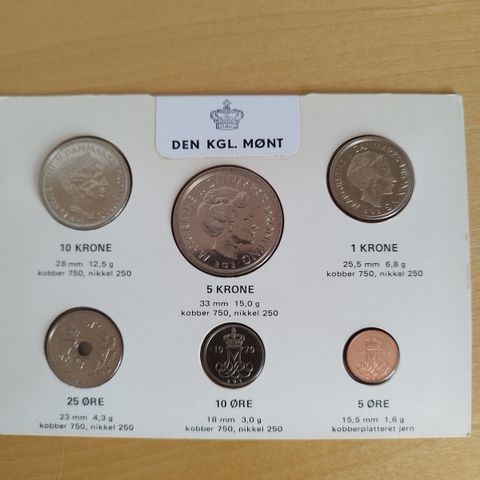 DEN KGL. MØNT
10 KRONE
28 mm 12,5 g
kobber 750, nikkel 250
5 KRONE
33 mm 15,0 g
kobber 750, nikkel 250
1 KRONE
25,5 mm 6,8 g
kobber 750, nikkel 250
25 ØRE
23 mm 4,3 g
kobber 750, nikkel 250
19 79
10 ØRE
18 mm 3,0 g
kobber 750, nikkel 250
5 ØRE
15,5 mm 1,6 g
kobberplatteret jern